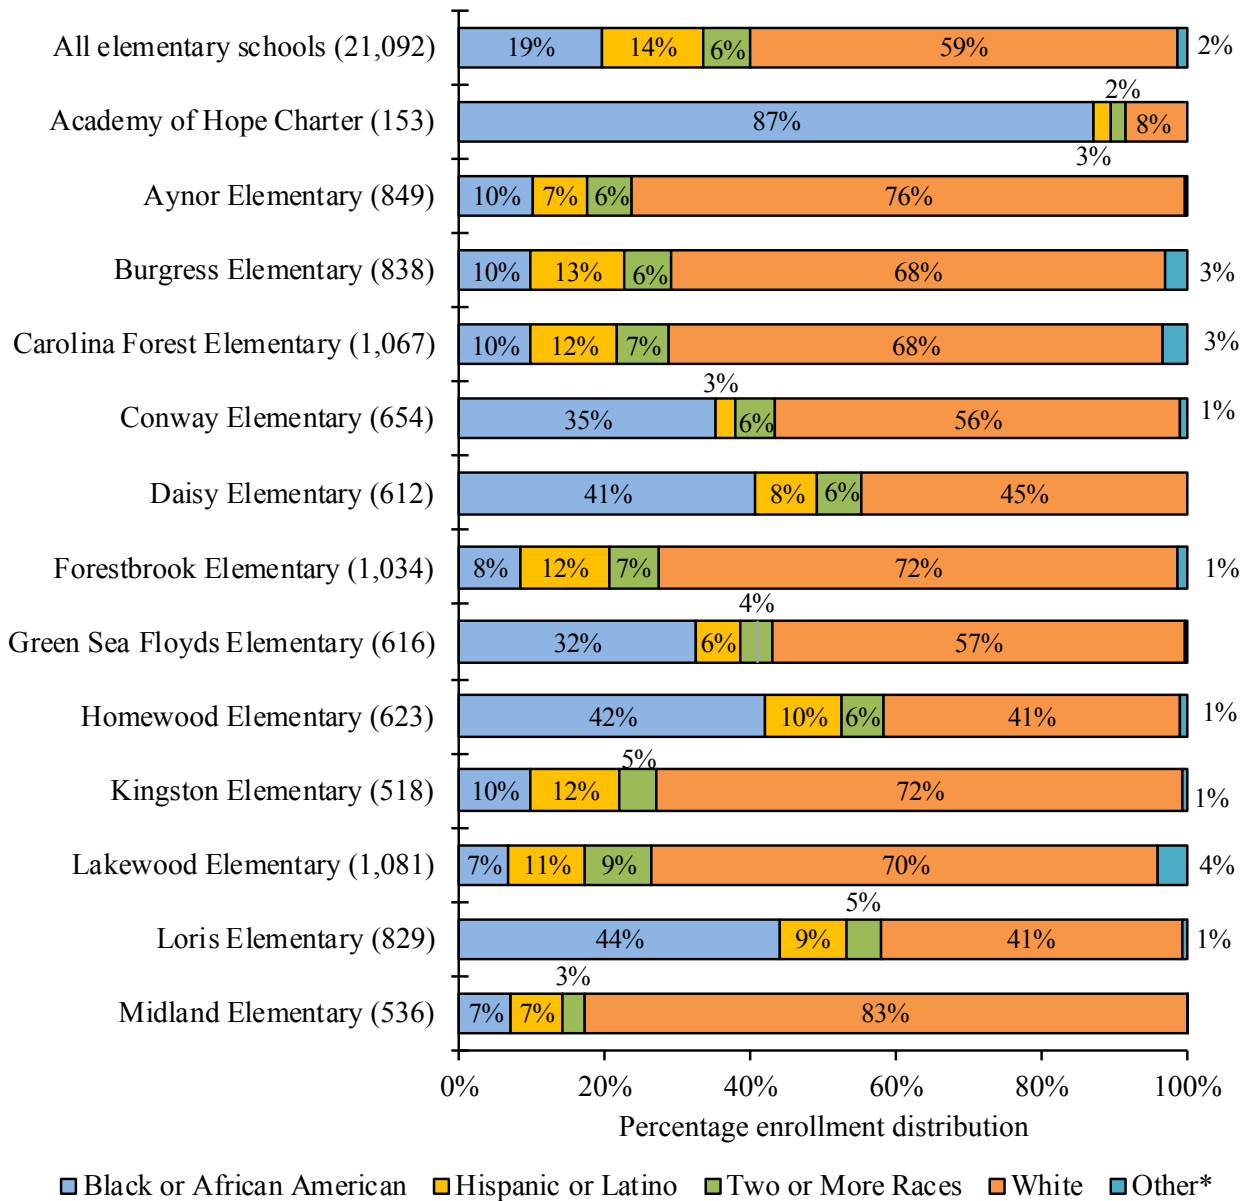 All elementary schools (21,092) 19% 14% 6% 59% 2%
Academy of Hope Charter (153) 87% 3% 2% 8%
Aynor Elementary (849) 10% 7% 6% 76%
Burgress Elementary (838) 10% 13% 6% 68% 3%
Carolina Forest Elementary (1,067) 10% 12% 7% 68% 3%
Conway Elementary (654) 35% 3% 6% 56% 1%
Daisy Elementary (612) 41% 8% 6% 45%
Forestbrook Elementary (1,034) 8% 12% 7% 72% 1%
Green Sea Floyds Elementary (616) 32% 6% 4% 57%
Homewood Elementary (623) 42% 10% 6% 41% 1%
Kingston Elementary (518) 10% 12% 5% 72% 1%
Lakewood Elementary (1,081) 7% 11% 9% 70% 4%
Loris Elementary (829) 44% 9% 5% 41% 1%
Midland Elementary (536) 7% 7% 3% 83%
0% 20% 40% 60% 80% 100%
Percentage enrollment distribution
Black or African American Hispanic or Latino Two or More Races White Other*